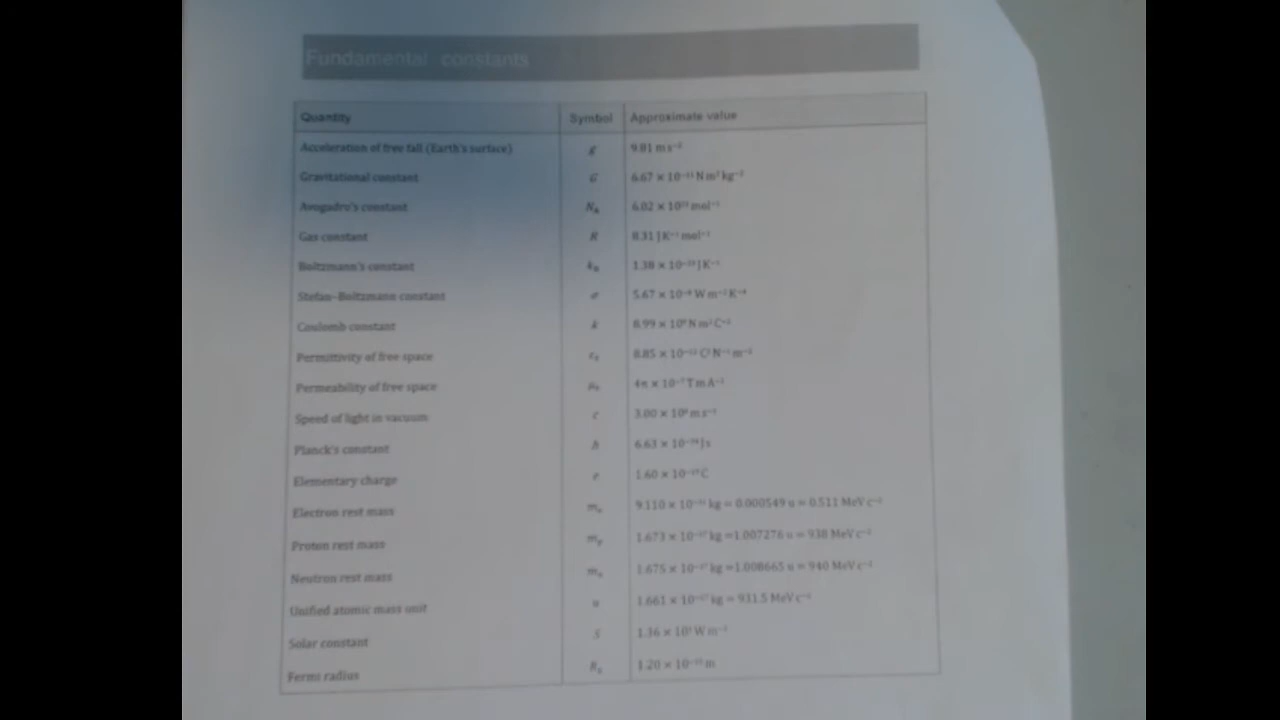 Fundamental constants
Quantity Symbol Approximate value
Acceleration of free fall (Earth's surface) g 9.81 m s⁻²
Gravitational constant G 6.67 × 10⁻¹¹ N m² kg⁻²
Avogadro's constant N_A 6.02 × 10²³ mol⁻¹
Gas constant R 8.31 J K⁻¹ mol⁻¹
Boltzmann's constant k_B 1.38 × 10⁻²³ J K⁻¹
Stefan–Boltzmann constant σ 5.67 × 10⁻⁸ W m⁻² K⁻⁴
Coulomb constant k 8.99 × 10⁹ N m² C⁻²
Permittivity of free space ε₀ 8.85 × 10⁻¹² C² N⁻¹ m⁻²
Permeability of free space μ₀ 4π × 10⁻⁷ T m A⁻¹
Speed of light in vacuum c 3.00 × 10⁸ m s⁻¹
Planck's constant h 6.63 × 10⁻³⁴ J s
Elementary charge e 1.60 × 10⁻¹⁹ C
Electron rest mass mₑ 9.110 × 10⁻³¹ kg = 0.000549 u = 0.511 MeV c⁻²
Proton rest mass m_p 1.673 × 10⁻²⁷ kg =1.007276 u = 938 MeV c⁻²
Neutron rest mass m_n 1.675 × 10⁻²⁷ kg =1.008665 u = 940 MeV c⁻²
Unified atomic mass unit u 1.661 × 10⁻²⁷ kg = 931.5 MeV c⁻²
Solar constant S 1.36 × 10³ W m⁻²
Fermi radius R₀ 1.20 × 10⁻¹⁵ m